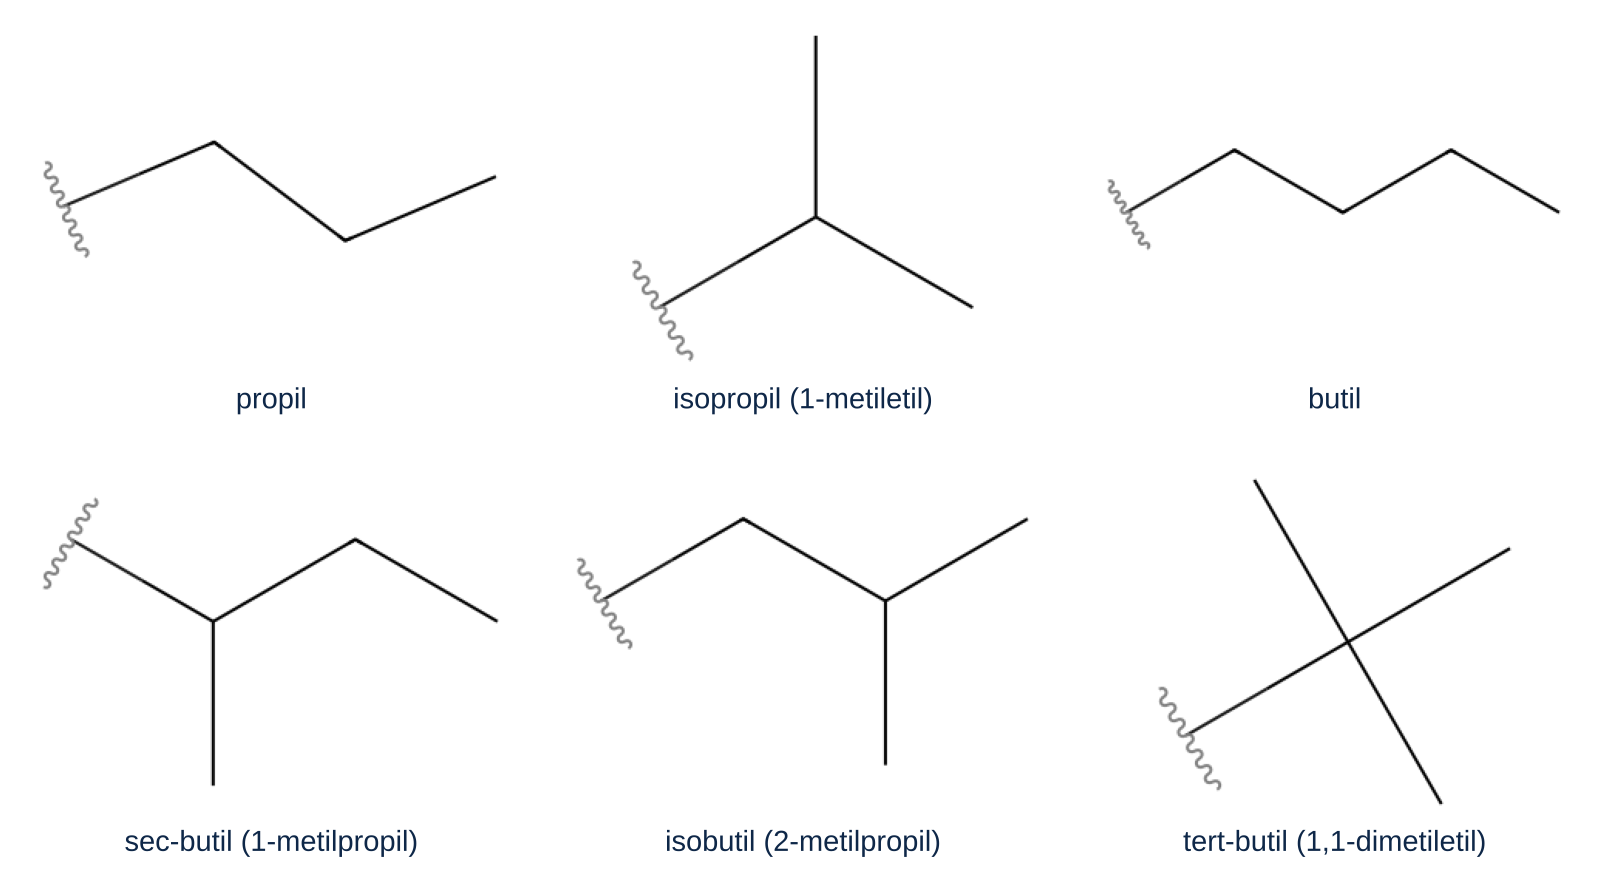 propil
isopropil (1-metiletil)
butil
sec-butil (1-metilpropil)
isobutil (2-metilpropil)
tert-butil (1,1-dimetiletil)